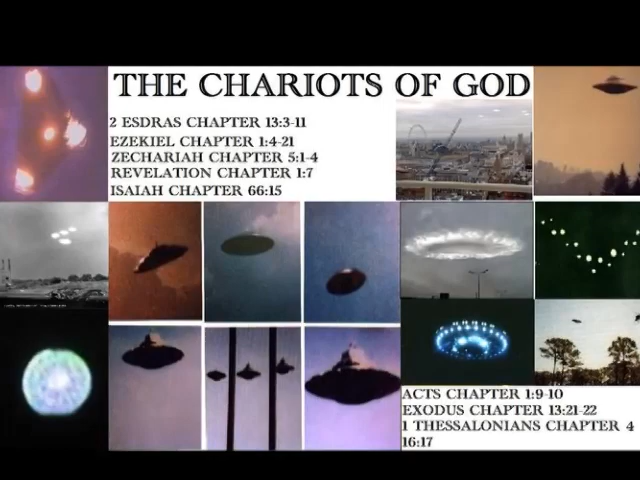 THE CHARIOTS OF GOD
2 ESDRAS CHAPTER 13:3-11
EZEKIEL CHAPTER 1:4-21
ZECHARIAH CHAPTER 5:1-4
REVELATION CHAPTER 1:7
ISAIAH CHAPTER 66:15
ACTS CHAPTER 1:9-10
EXODUS CHAPTER 13:21-22
1 THESSALONIANS CHAPTER 4
16:17